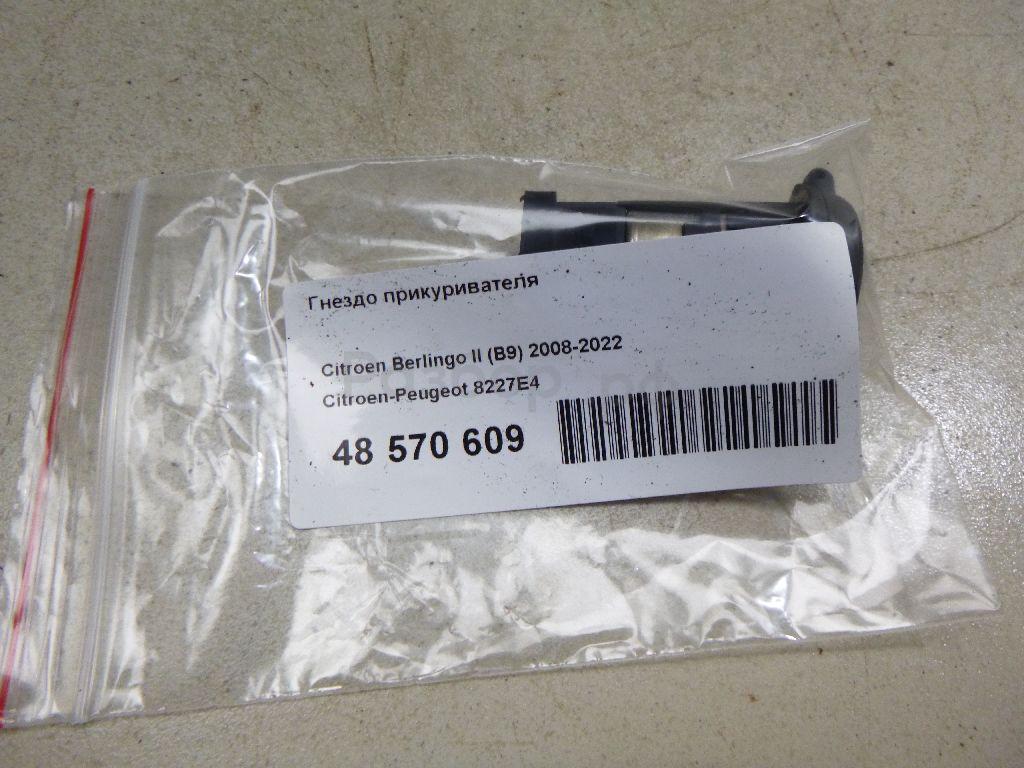 Гнездо прикуривателя
Citroen Berlingo II (B9) 2008-2022
Citroen-Peugeot 8227E4
48 570 609